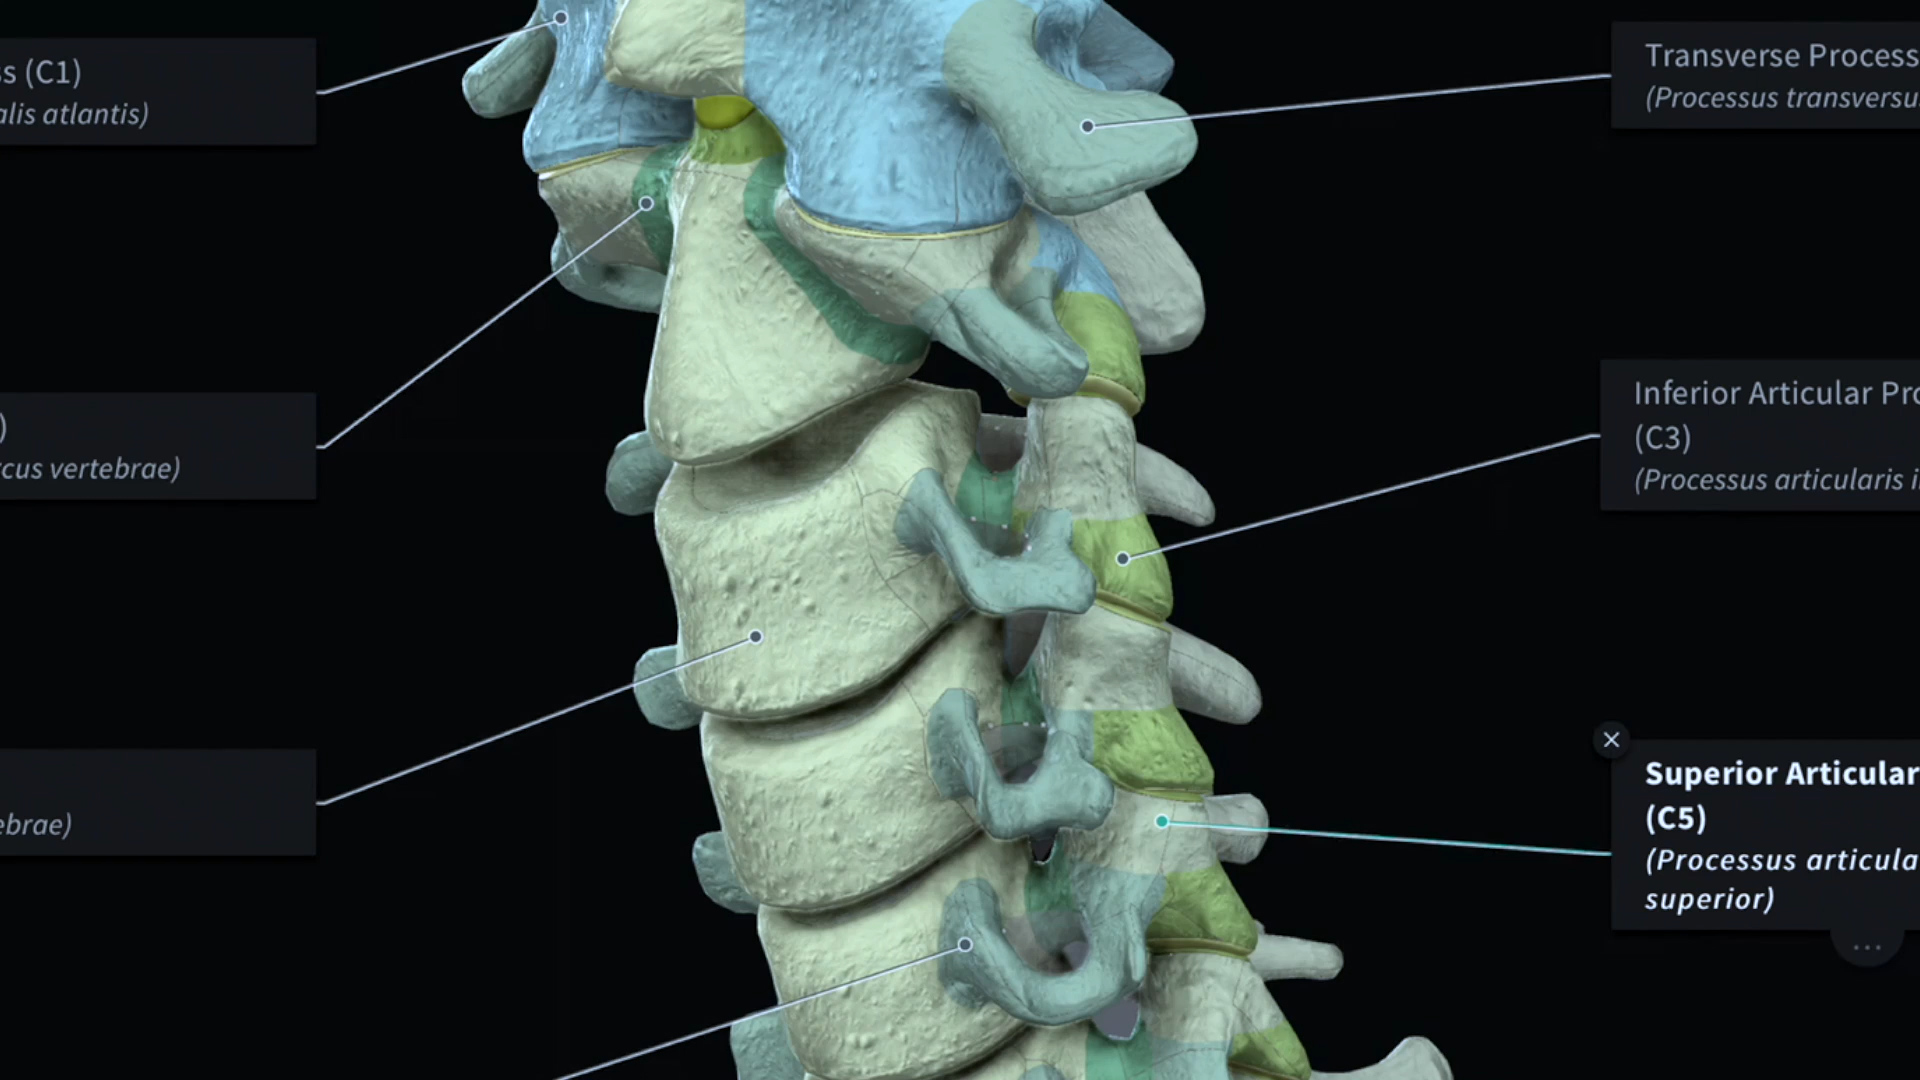 s (C1)
alis atlantis)
)
cus vertebrae)
ebrae)
Transverse Process
(Processus transversu
Inferior Articular Pro
(C3)
(Processus articularis i
Superior Articular
(C5)
(Processus articula
superior)
...